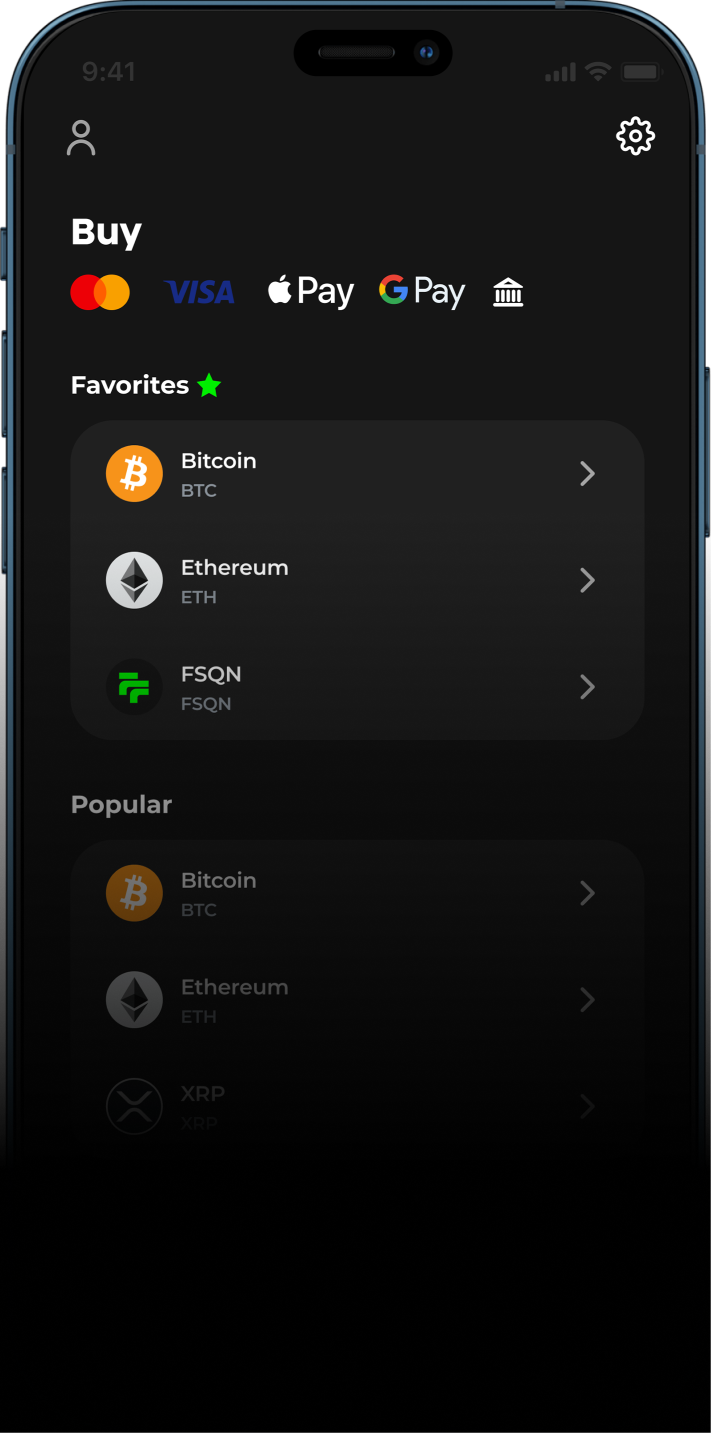 9:41
Buy
VISA Pay G Pay
Favorites
Bitcoin
BTC
Ethereum
ETH
FSQN
FSQN
Popular
Bitcoin
BTC
Ethereum
ETH
XRP
XRP